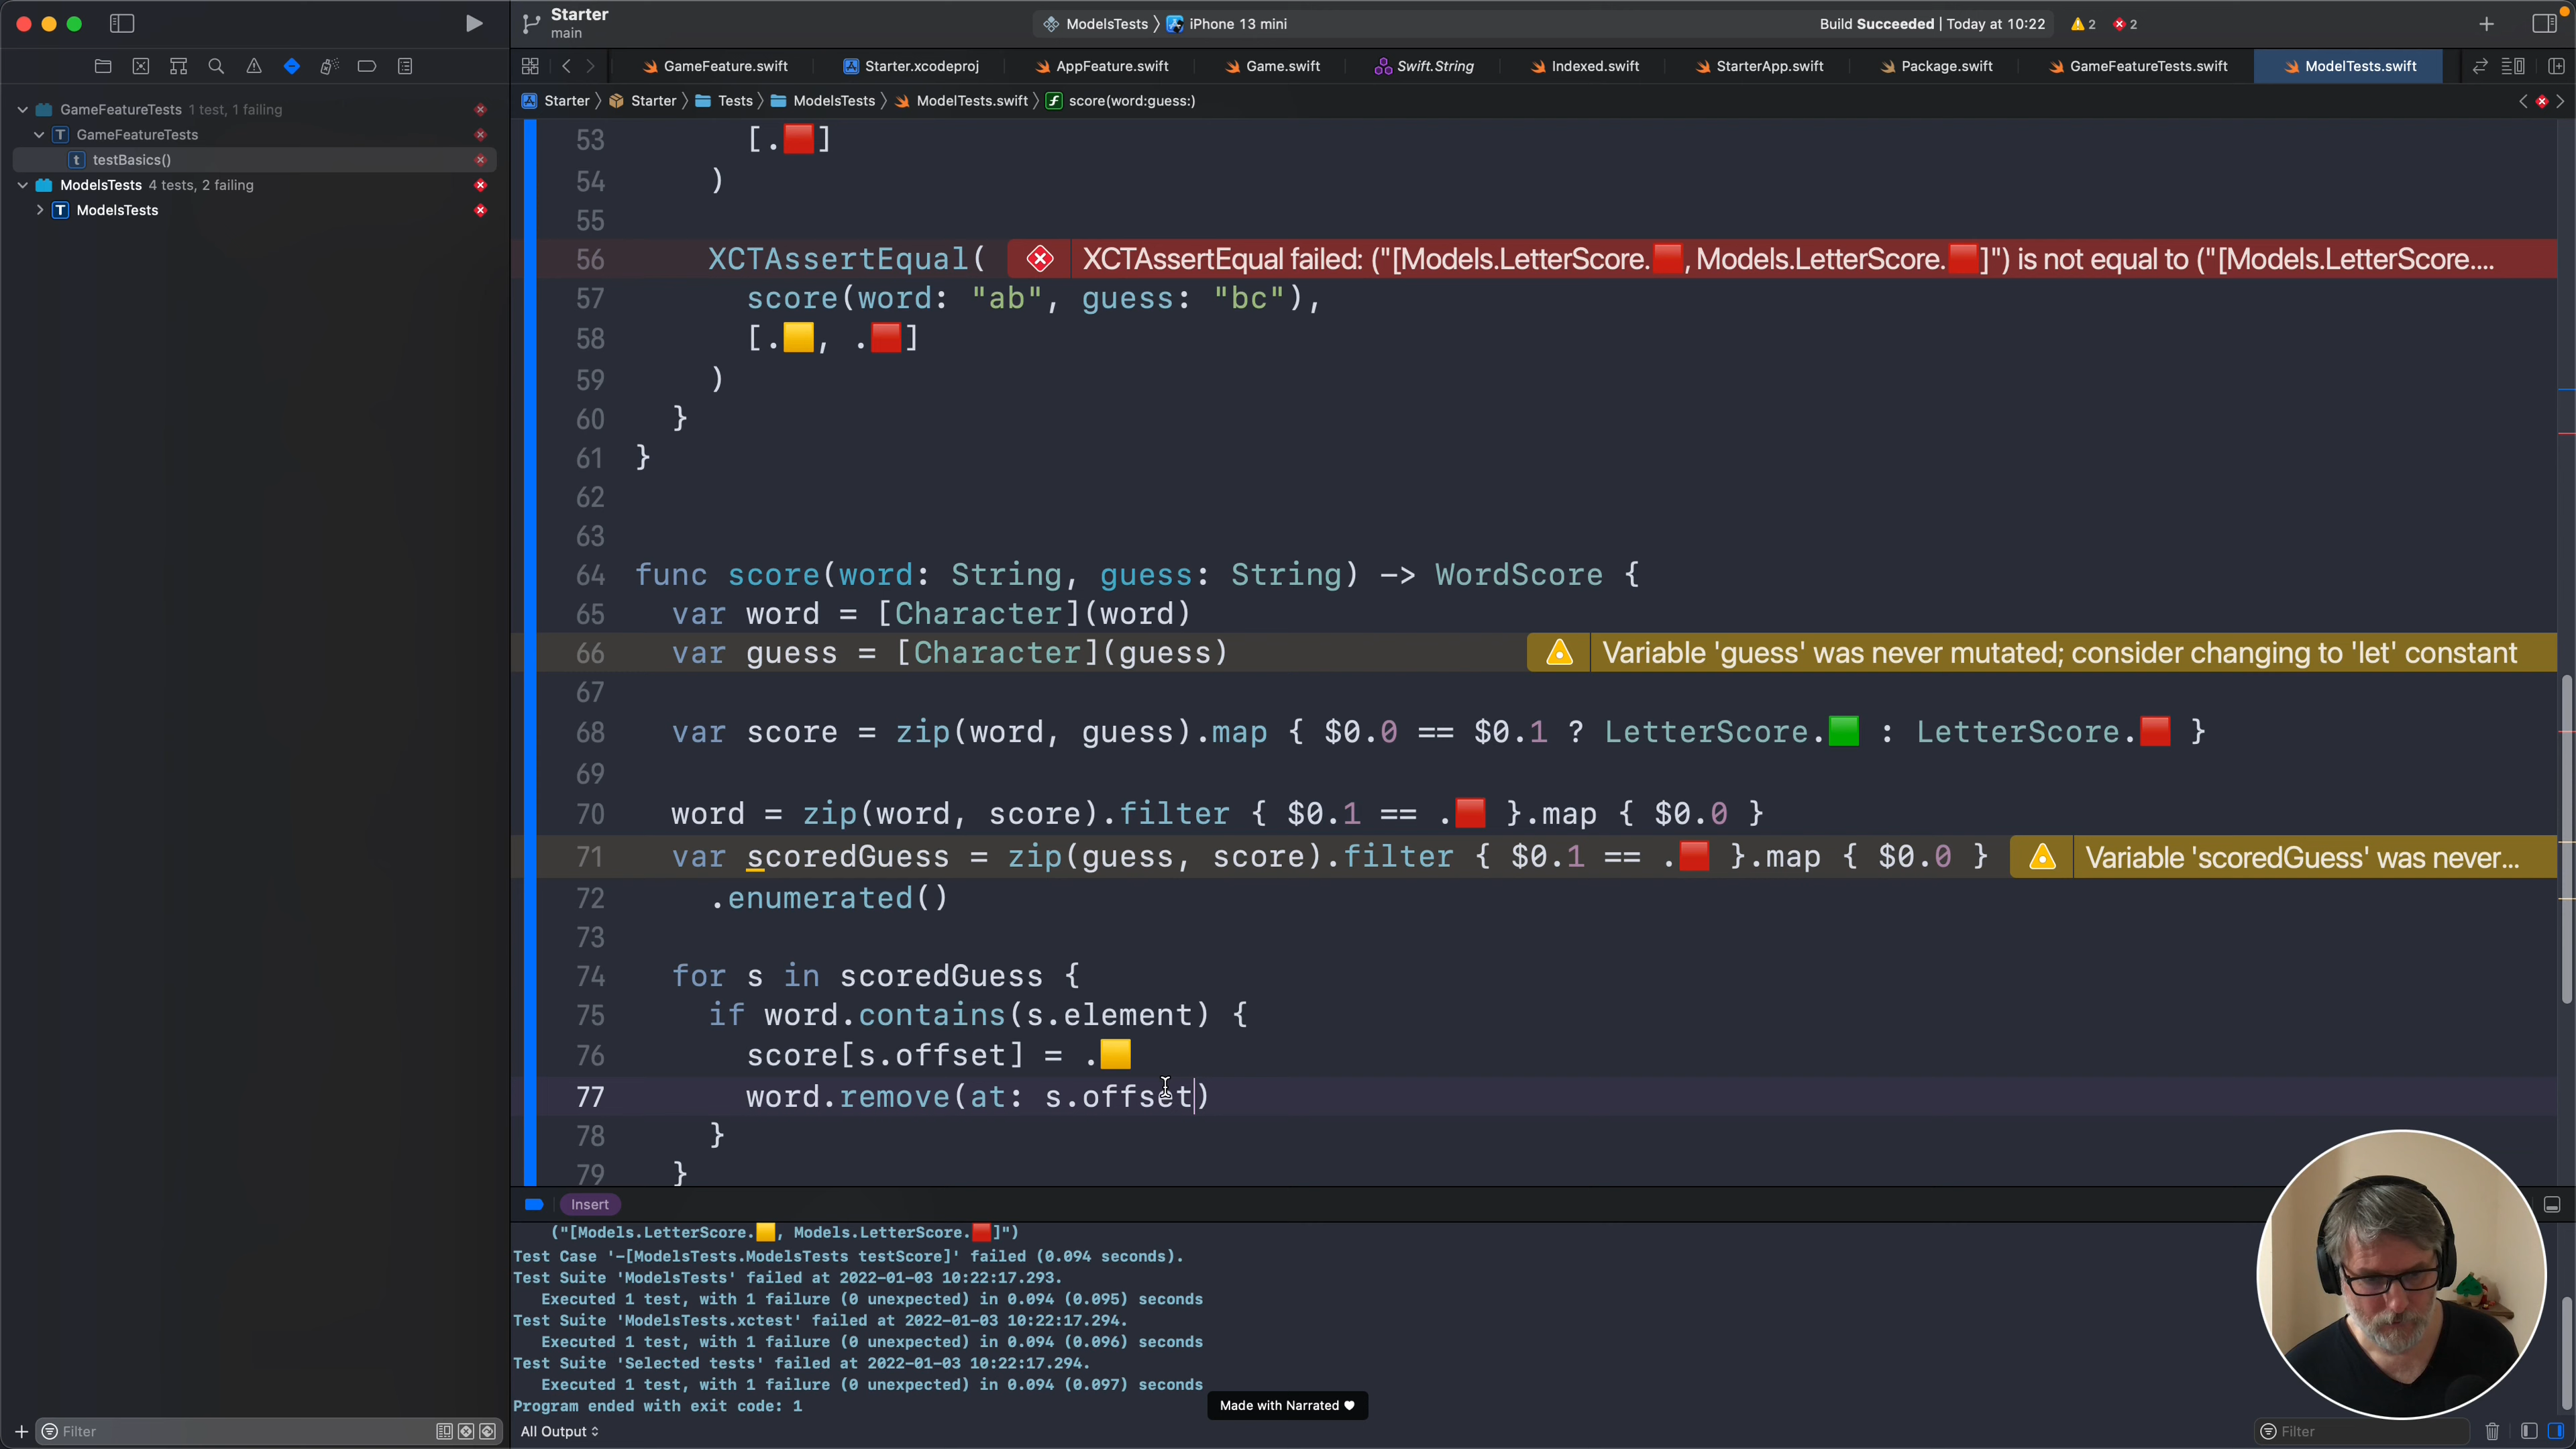 Starter
main
ModelsTests 〉 iPhone 13 mini
Build Succeeded | Today at 10:22
2
2
GameFeature.swift
Starter.xcodeproj
AppFeature.swift
Game.swift
Swift.String
Indexed.swift
StarterApp.swift
Package.swift
GameFeatureTests.swift
ModelTests.swift
Starter 〉 Starter 〉 Tests 〉 ModelsTests 〉 ModelTests.swift 〉 score(word:guess:)
GameFeatureTests 1 test, 1 failing
T GameFeatureTests
t testBasics()
ModelsTests 4 tests, 2 failing
T ModelsTests
53 [.🟥]
54 )
55
56 XCTAssertEqual( XCTAssertEqual failed: ("[Models.LetterScore.🟥, Models.LetterScore.🟥]") is not equal to ("[Models.LetterScore....
57 score(word: "ab", guess: "bc"),
58 [.🟨, .🟥]
59 )
60 }
61 }
62
63
64 func score(word: String, guess: String) -> WordScore {
65 var word = [Character](word)
66 var guess = [Character](guess) Variable 'guess' was never mutated; consider changing to 'let' constant
67
68 var score = zip(word, guess).map { $0.0 == $0.1 ? LetterScore.🟩 : LetterScore.🟥 }
69
70 word = zip(word, score).filter { $0.1 == .🟥 }.map { $0.0 }
71 var scoredGuess = zip(guess, score).filter { $0.1 == .🟥 }.map { $0.0 } Variable 'scoredGuess' was never...
72 .enumerated()
73
74 for s in scoredGuess {
75 if word.contains(s.element) {
76 score[s.offset] = .🟨
77 word.remove(at: s.offset)
78 }
79 }
Insert
("[Models.LetterScore.🟨, Models.LetterScore.🟥]")
Test Case '-[ModelsTests.ModelsTests testScore]' failed (0.094 seconds).
Test Suite 'ModelsTests' failed at 2022-01-03 10:22:17.293.
Executed 1 test, with 1 failure (0 unexpected) in 0.094 (0.095) seconds
Test Suite 'ModelsTests.xctest' failed at 2022-01-03 10:22:17.294.
Executed 1 test, with 1 failure (0 unexpected) in 0.094 (0.096) seconds
Test Suite 'Selected tests' failed at 2022-01-03 10:22:17.294.
Executed 1 test, with 1 failure (0 unexpected) in 0.094 (0.097) seconds
Program ended with exit code: 1
Made with Narrated ♥
Filter
All Output
Filter